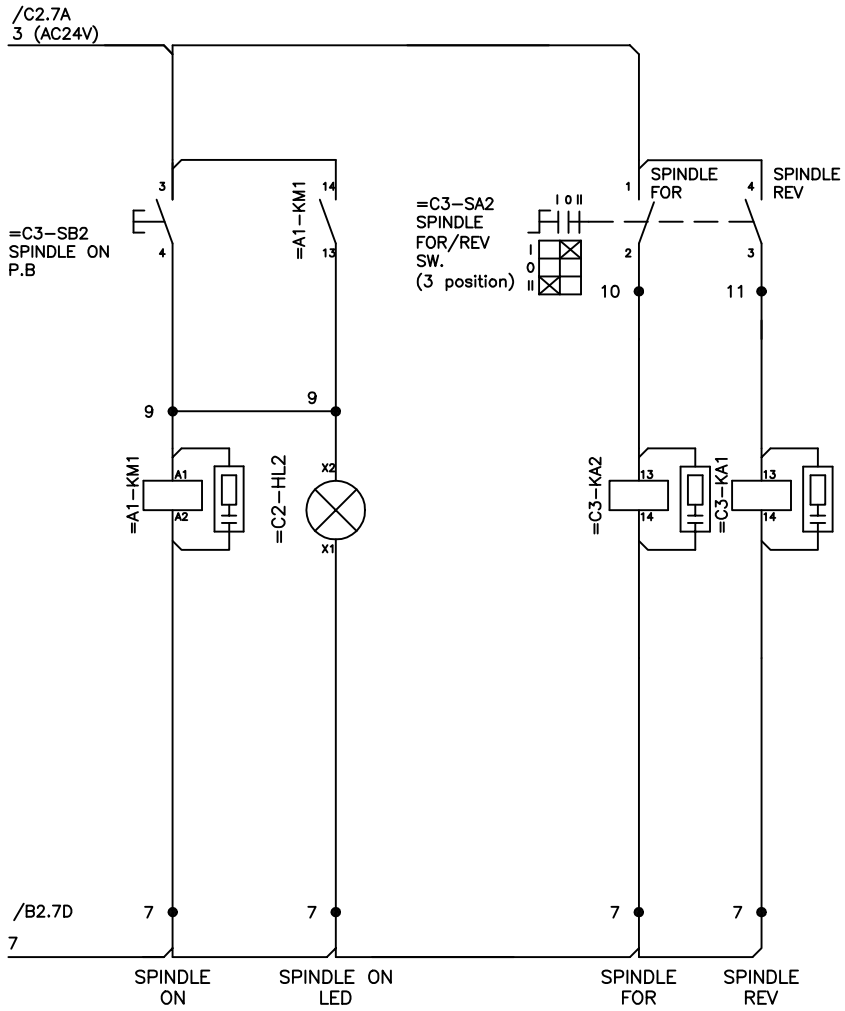 /C2.7A
3 (AC24V)
3
14
1
SPINDLE
FOR
4
SPINDLE
REV
=C3-SB2
SPINDLE ON
P.B
4
=A1-KM1
13
=C3-SA2
SPINDLE
FOR/REV
SW.
(3 position)
I 0 II
I
0
II
2
3
10
11
9
9
=A1-KM1
A1
A2
=C2-HL2
X2
X1
=C3-KA2
13
14
=C3-KA1
13
14
/B2.7D
7
7
7
7
7
SPINDLE
ON
SPINDLE ON
LED
SPINDLE
FOR
SPINDLE
REV